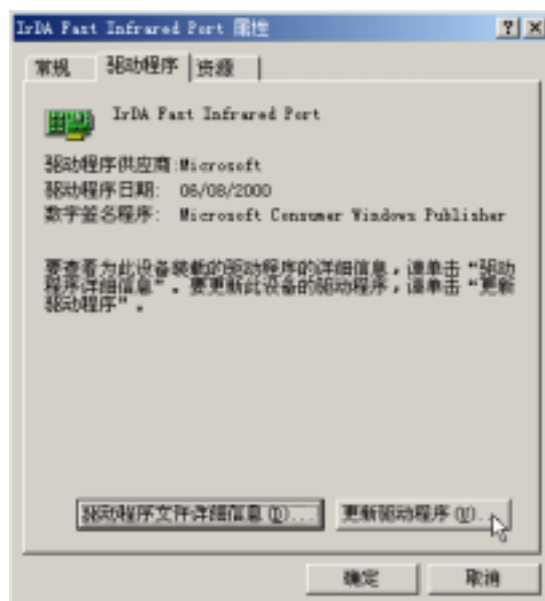 IrDA Fast Infrared Port 属性
常规 驱动程序 资源
IrDA Fast Infrared Port
驱动程序供应商:Microsoft
驱动程序日期: 06/08/2000
数字签名程序: Microsoft Consumer Windows Publisher
要查看为此设备装载的驱动程序的详细信息，请单击“驱动
程序详细信息”。要更新此设备的驱动程序，请单击“更新
驱动程序”。
驱动程序文件详细信息(D)... 更新驱动程序(U)...
确定 取消